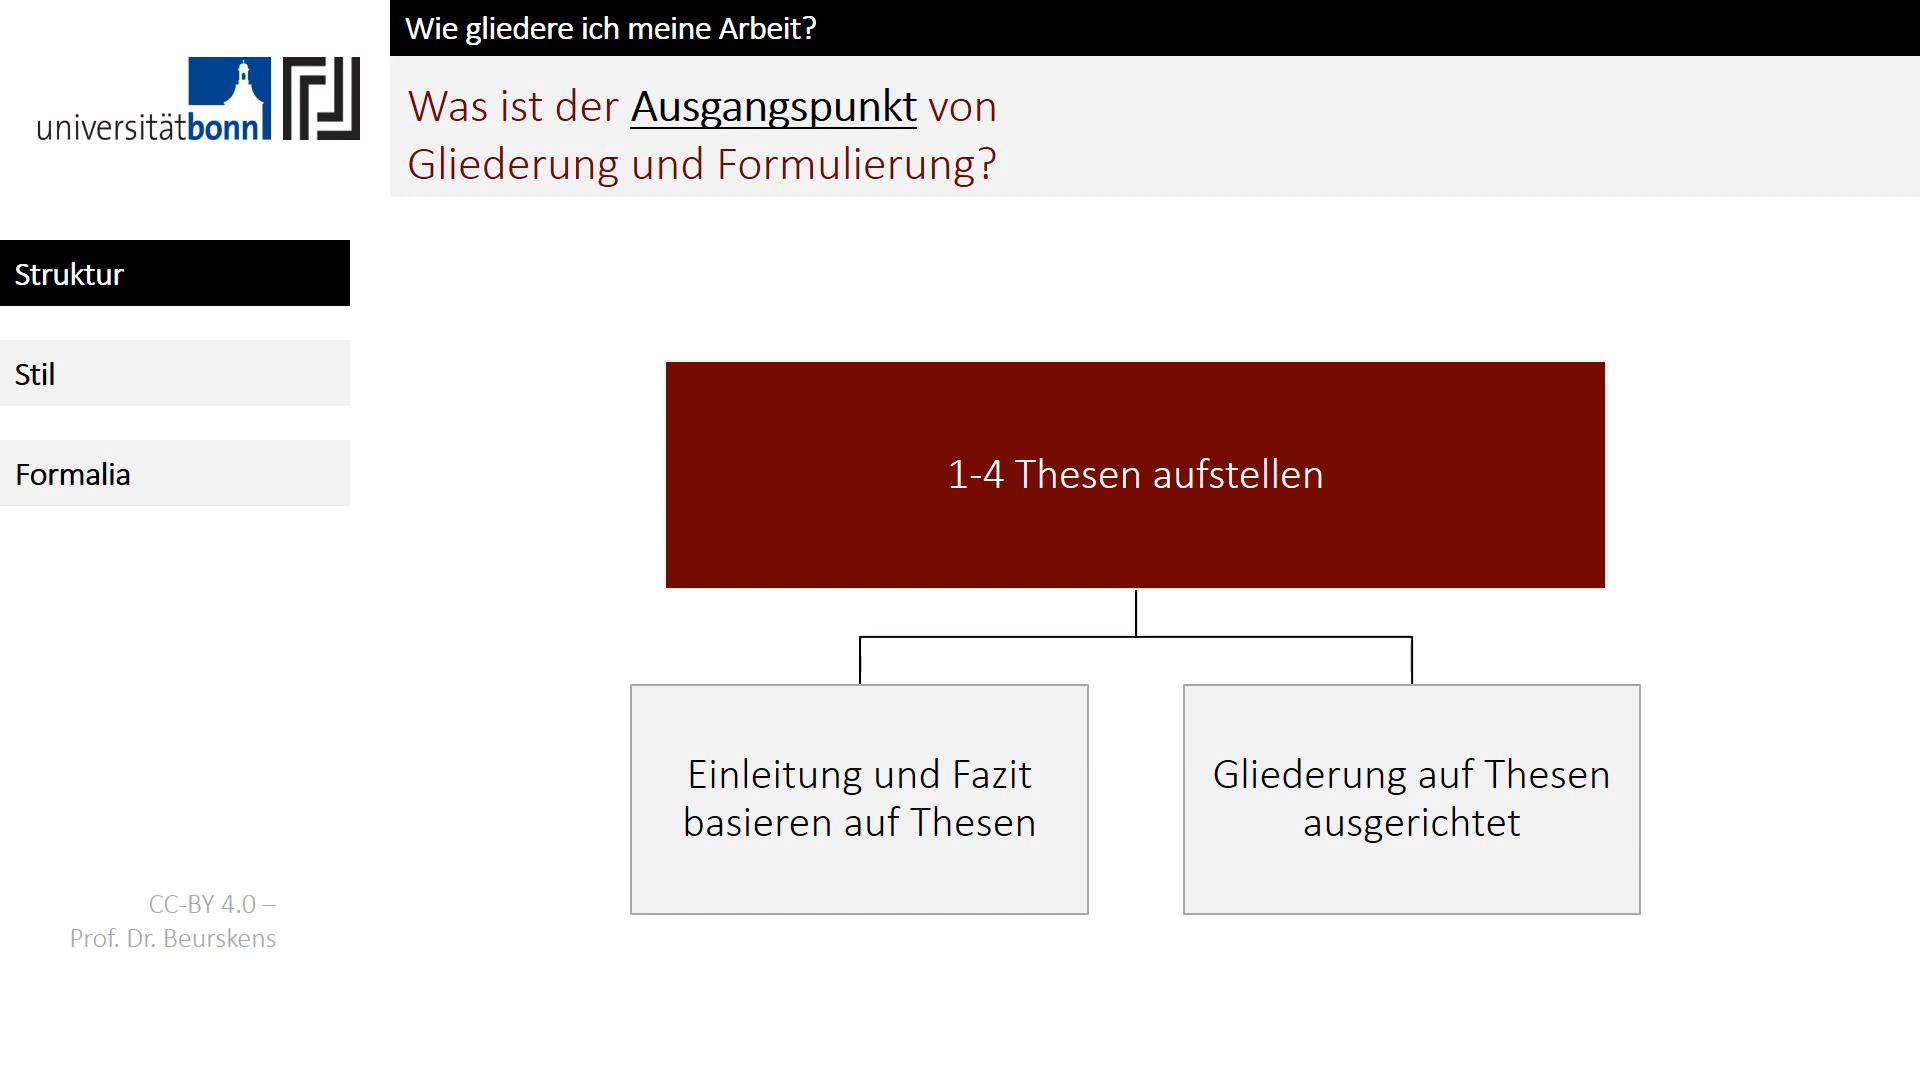 Wie gliedere ich meine Arbeit?
universitätbonn
Was ist der Ausgangspunkt von
Gliederung und Formulierung?
Struktur
Stil
Formalia
1-4 Thesen aufstellen
Einleitung und Fazit
basieren auf Thesen
Gliederung auf Thesen
ausgerichtet
CC-BY 4.0 –
Prof. Dr. Beurskens